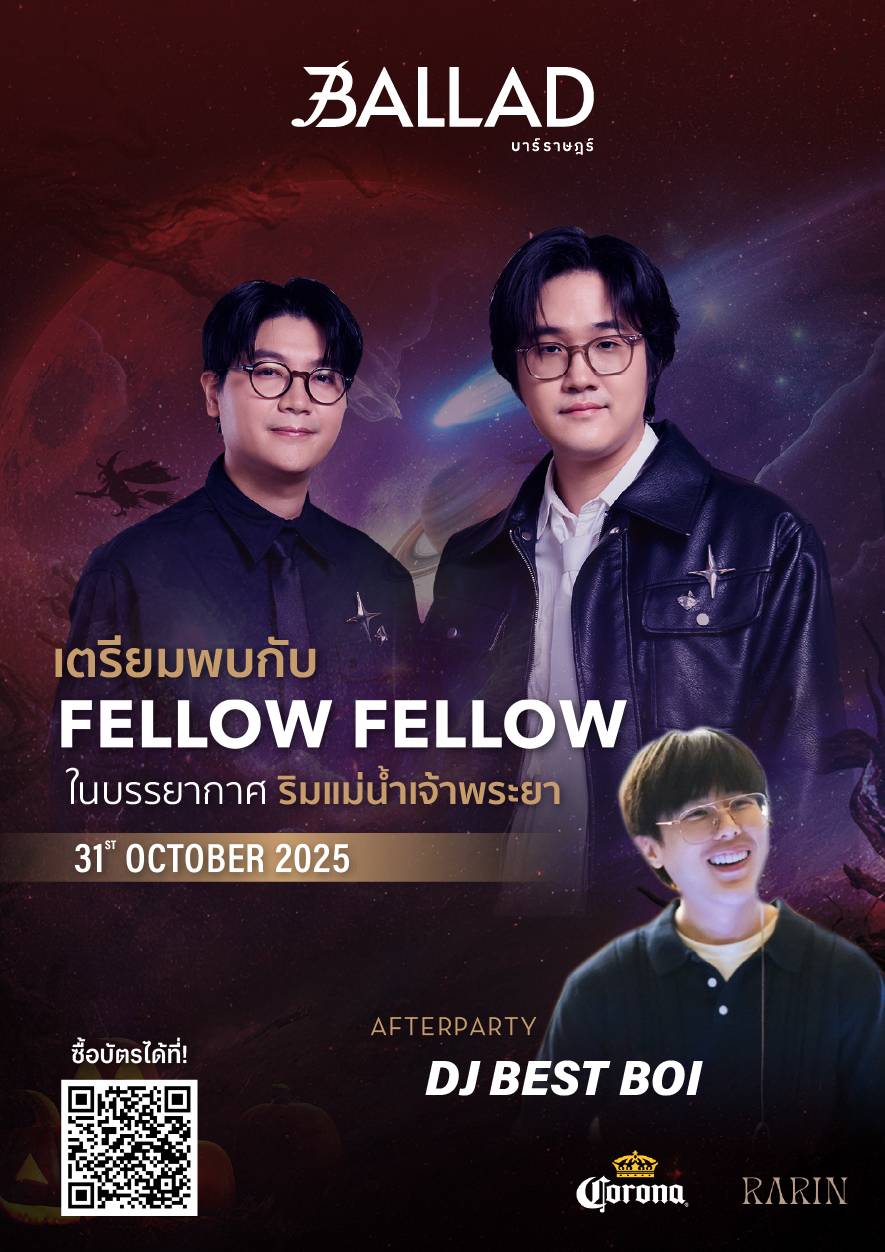 BALLAD
บาร์ราษฎร์
เตรียมพบกับ
FELLOW FELLOW
ในบรรยากาศ ริมแม่น้ำเจ้าพระยา
31ST OCTOBER 2025
AFTERPARTY
DJ BEST BOI
ซื้อบัตรได้ที่!
Corona
RARIN